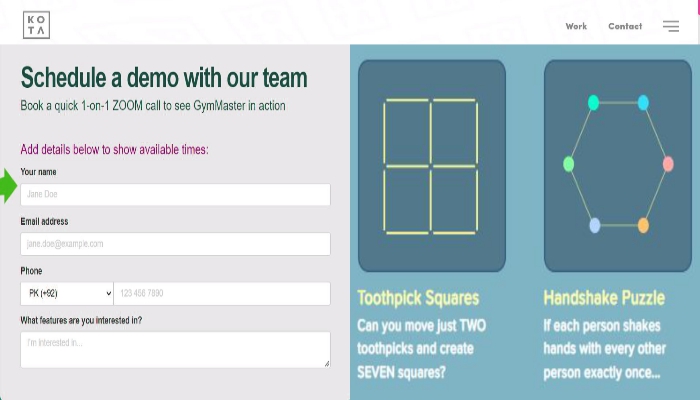 KO
TA
Work
Contact
Schedule a demo with our team
Book a quick 1-on-1 ZOOM call to see GymMaster in action
Add details below to show available times:
Your name
Jane Doe
Email address
jane.doe@example.com
Phone
PK (+92)
123 456 7890
What features are you interested in?
I'm interested in...
Toothpick Squares
Can you move just TWO
toothpicks and create
SEVEN squares?
Handshake Puzzle
If each person shakes
hands with every other
person exactly once...